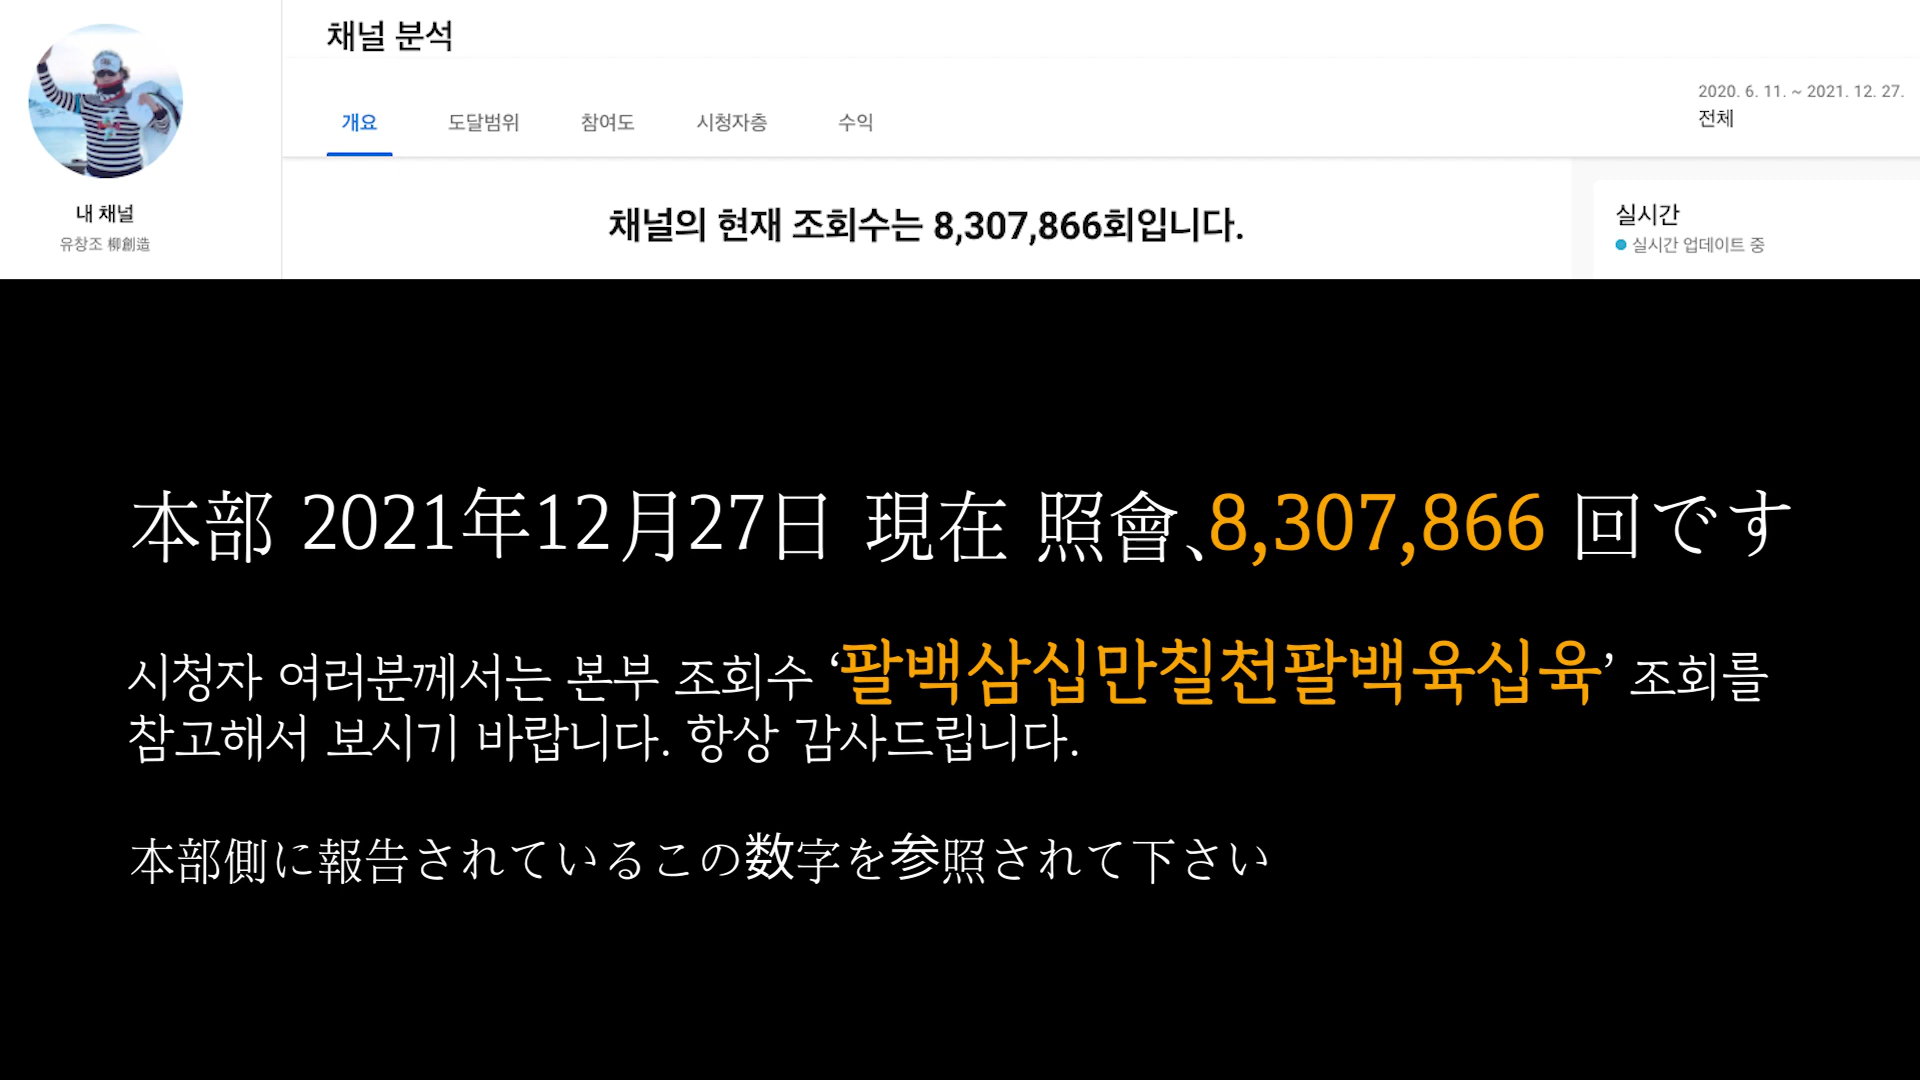 채널 분석
2020. 6. 11. ~ 2021. 12. 27.
전체
개요 도달범위 참여도 시청자층 수익
내 채널
유창조 柳創造
채널의 현재 조회수는 8,307,866회입니다.
실시간
실시간 업데이트 중
本部 2021年12月27日 現在 照會、8,307,866 回です
시청자 여러분께서는 본부 조회수 ‘팔백삼십만칠천팔백육십육’ 조회를
참고해서 보시기 바랍니다. 항상 감사드립니다.
本部側に報告されているこの数字を参照されて下さい